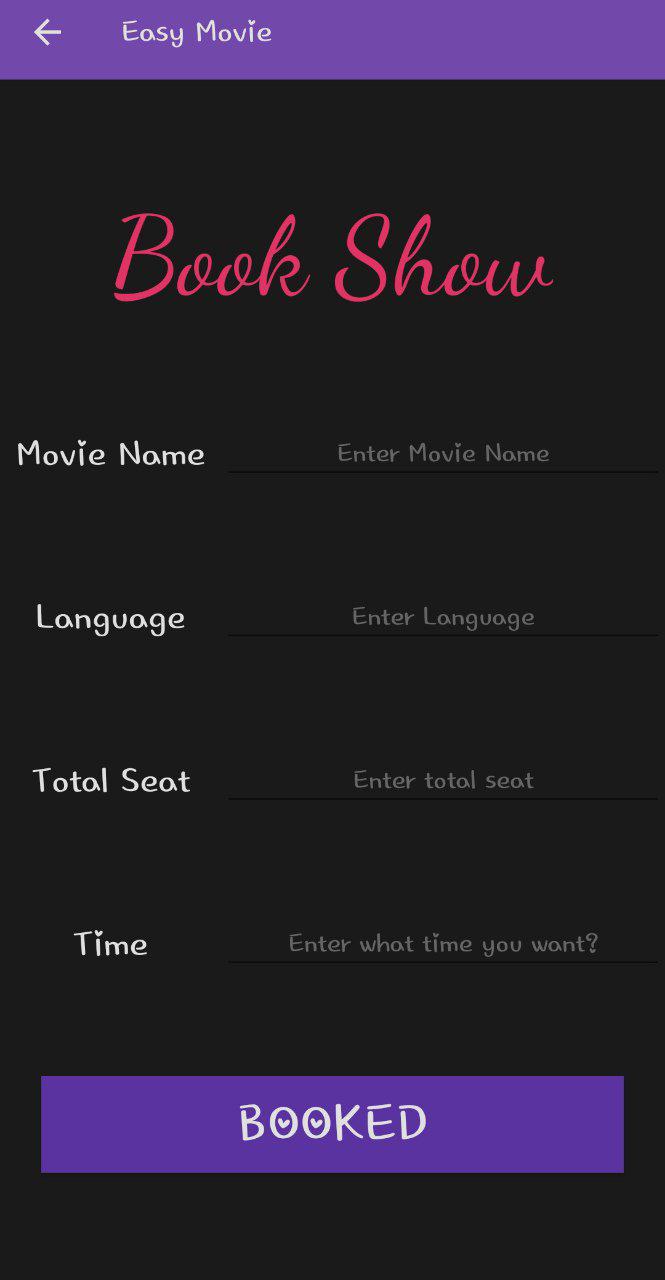 Easy Movie
Book Show
Movie Name Enter Movie Name
Language Enter Language
Total Seat Enter total seat
Time Enter what time you want?
BOOKED